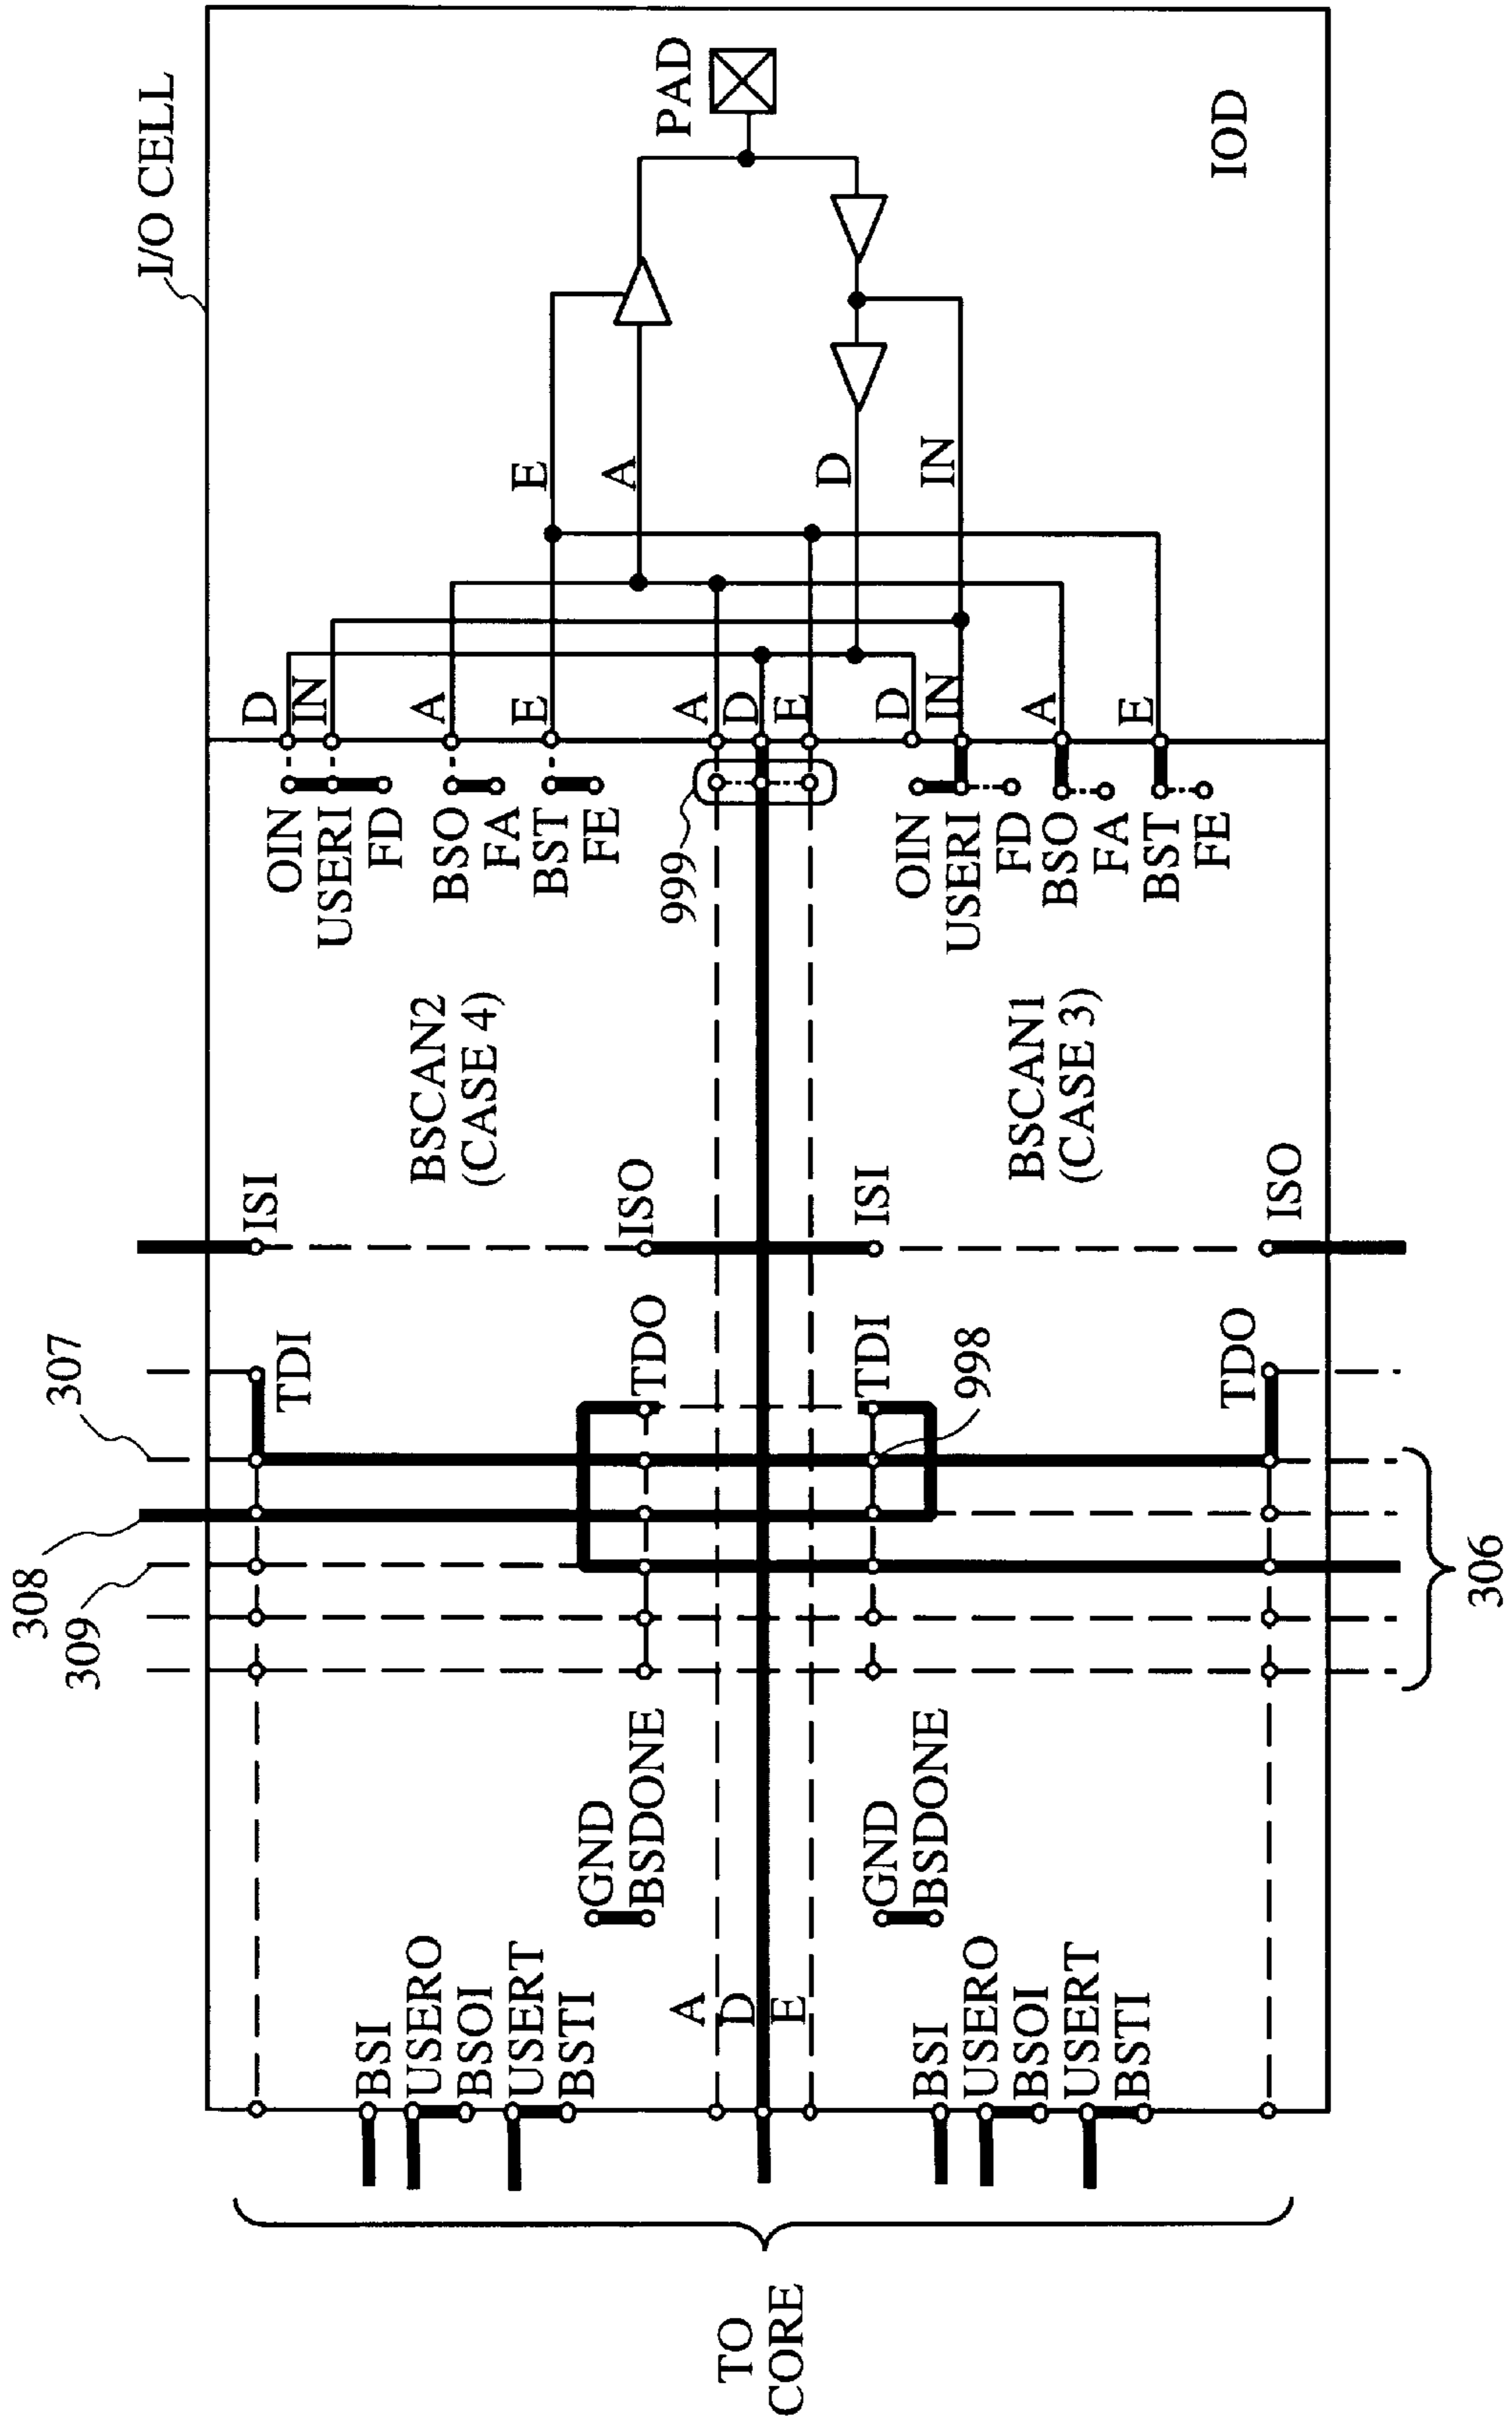 I/O CELL
PAD
IOD
E
A
D
IN
D
IN
A
E
A
D
E
D
IN
A
E
OIN
USERI
FD
BSO
FA
BST
FE
999
OIN
USERI
FD
BSO
FA
BST
FE
BSCAN2
(CASE 4)
BSCAN1
(CASE 3)
ISI
ISO
ISI
ISO
307
TDI
TDO
TDI
998
TDO
308
309
306
GND
BSDONE
GND
BSDONE
BSI
USERO
BSOI
USERT
BSTI
A
D
E
BSI
USERO
BSOI
USERT
BSTI
TO
CORE